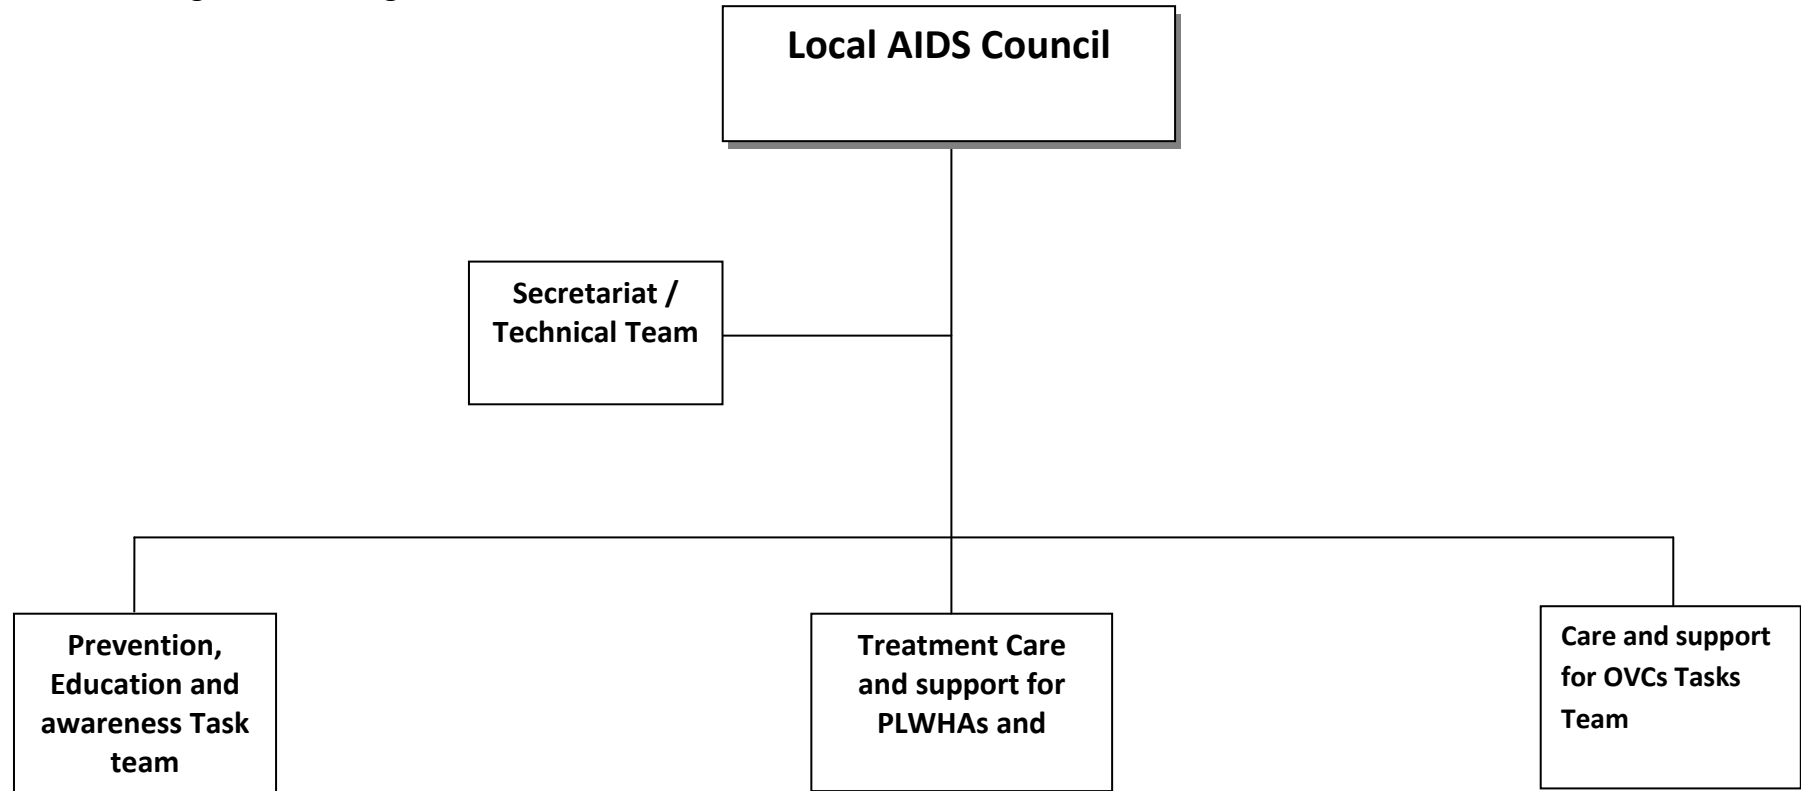 Local AIDS Council
Secretariat /
Technical Team
Prevention,
Education and
awareness Task
team
Treatment Care
and support for
PLWHAs and
Care and support
for OVCs Tasks
Team